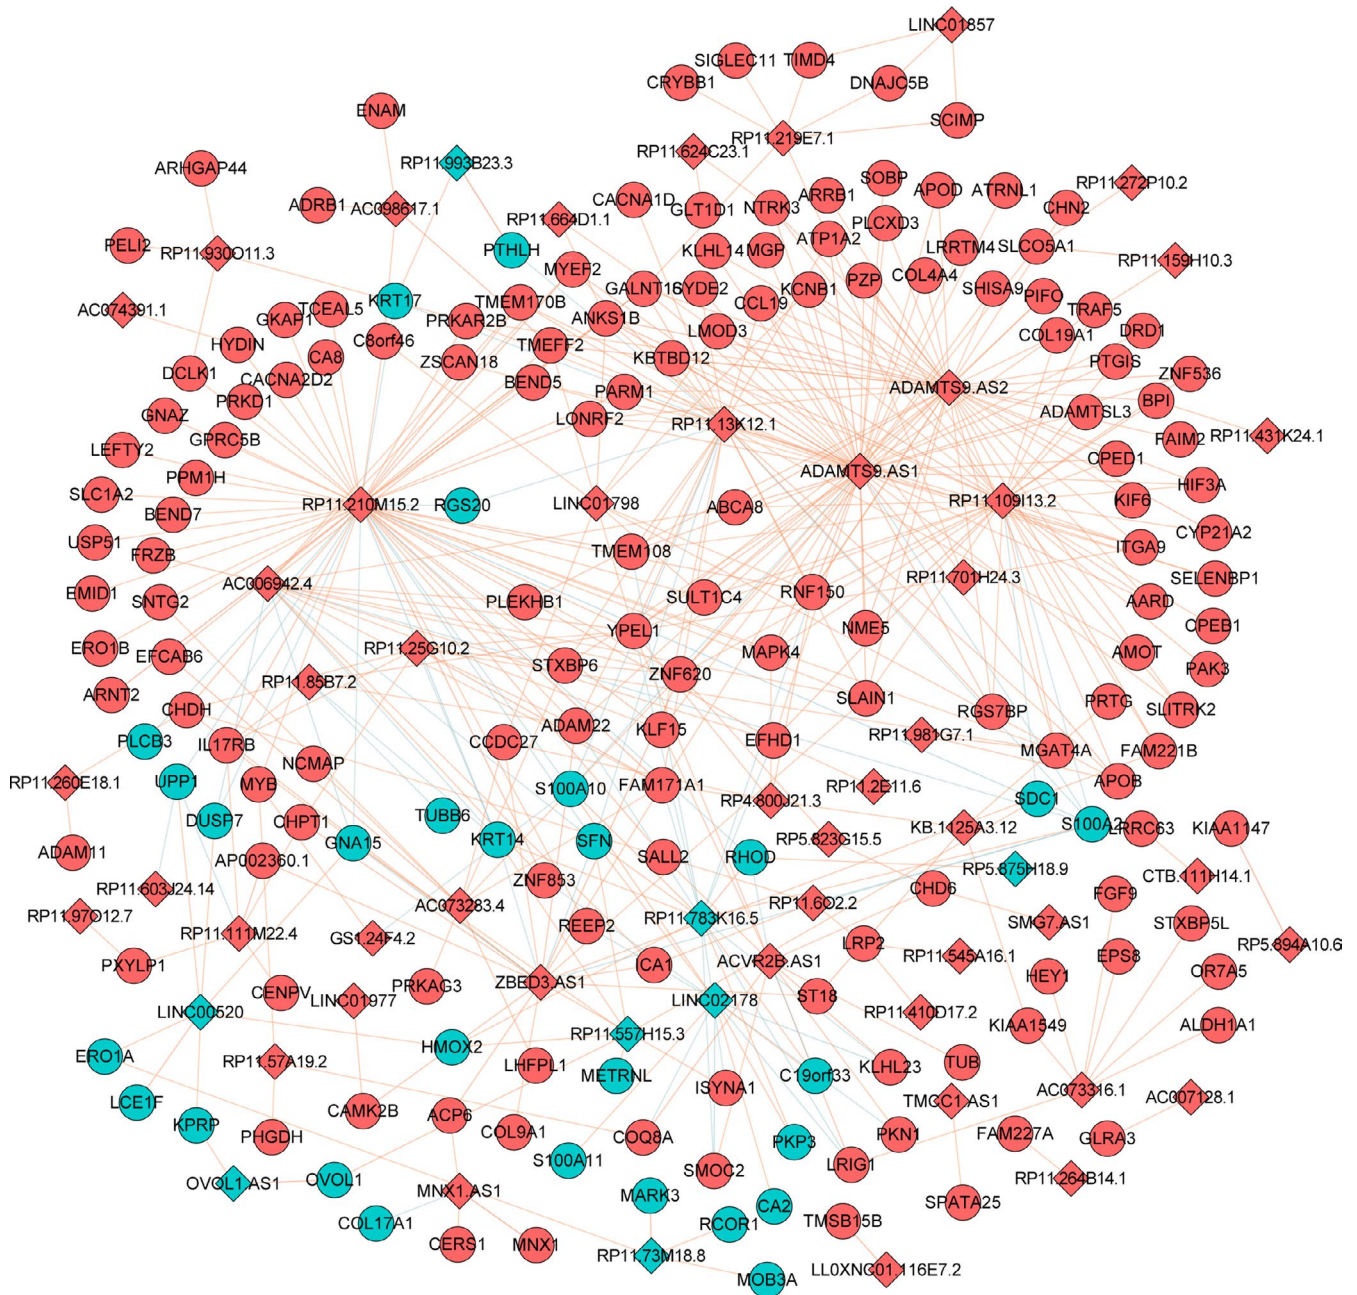 LINC01857
SIGLEC11
TIMD4
CRYBB1
DNAJC5B
ENAM
SCIMP
RP11.219E7.1
RP11.624C23.1
RP11.993B23.3
ARHGAP44
SOBP
APOD
ATRNL1
RP11.272P10.2
ADRB1
AC098617.1
CACNA1D
GLT1D1
NTRK3
ARRB1
CHN2
RP11.664D1.1
PLCXD3
PELI2
RP11.930O11.3
PTHLH
KLHL14
MGP
ATP1A2
LRRTM4
SLCO5A1
RP11.159H10.3
MYEF2
GALNT16
SYDE2
KCNB1
PZP
COL4A4
SHISA9
PIFO
AC074391.1
TCEAL5
KRT17
TMEM170B
CCL19
TRAF5
GKAP1
PRKAR2B
ANKS1B
LMOD3
DRD1
HYDIN
C8orf46
TMEFF2
COL19A1
CA8
ZSCAN18
KBTBD12
PTGIS
DCLK1
CACNA2D2
BEND5
ZNF536
PRKD1
PARM1
ADAMTS9.AS2
BPI
GNAZ
LONRF2
RP11.13K12.1
ADAMTSL3
GPRC5B
FAIM2
RP11.431K24.1
LEFTY2
CPED1
PPM1H
ADAMTS9.AS1
HIF3A
SLC1A2
RP11.210M15.2
RGS20
LINC01798
ABCA8
RP11.109I13.2
KIF6
BEND7
CYP21A2
USP51
FRZB
TMEM108
ITGA9
EMID1
AC006942.4
RP11.701H24.3
SELENBP1
SNTG2
PLEKHB1
SULT1C4
RNF150
AARD
ERO1B
YPEL1
NME5
CPEB1
EFCAB6
RP11.25G10.2
STXBP6
MAPK4
AMOT
ARNT2
RP11.85B7.2
ZNF620
PAK3
CHDH
SLAIN1
RGS7BP
PRTG
SLITRK2
PLCB3
IL17RB
CCDC27
ADAM22
KLF15
EFHD1
RP11.981G7.1
MGAT4A
FAM221B
RP11.260E18.1
UPP1
MYB
NCMAP
S100A10
FAM171A1
RP11.2E11.6
APOB
RP4.800J21.3
SDC1
DUSP7
CHPT1
TUBB6
KRT14
SFN
RP5.823G15.5
KB.1125A3.12
S100A2
LRRC63
KIAA1147
ADAM11
AP002360.1
GNA15
SALL2
RHOD
RP5.875H18.9
CTB.111H14.1
RP11.603J24.14
ZNF853
CHD6
FGF9
RP11.97O12.7
AC073283.4
RP11.783K16.5
RP11.6O2.2
SMG7.AS1
STXBP5L
RP11.111M22.4
GS1.24F4.2
REEP2
LRP2
RP5.894A10.6
PXYLP1
ICA1
ACVR2B.AS1
RP11.545A16.1
EPS8
OR7A5
CENPV
LINC01977
PRKAG3
ZBED3.AS1
HEY1
LINC00520
LINC02178
ST18
RP11.410D17.2
KIAA1549
ALDH1A1
ERO1A
HMOX2
RP11.557H15.3
RP11.57A19.2
LHFPL1
METRNL
C19orf33
KLHL23
TUB
LCE1F
ISYNA1
AC073316.1
AC007128.1
KPRP
CAMK2B
ACP6
TMCC1.AS1
PHGDH
COL9A1
COQ8A
PKP3
PKN1
FAM227A
GLRA3
S100A11
SMOC2
LRIG1
OVOL1.AS1
OVOL1
MNX1.AS1
MARK3
RP11.264B14.1
COL17A1
CA2
SPATA25
RCOR1
TMSB15B
CERS1
MNX1
RP11.73M18.8
LL0XNC01.116E7.2
MOB3A